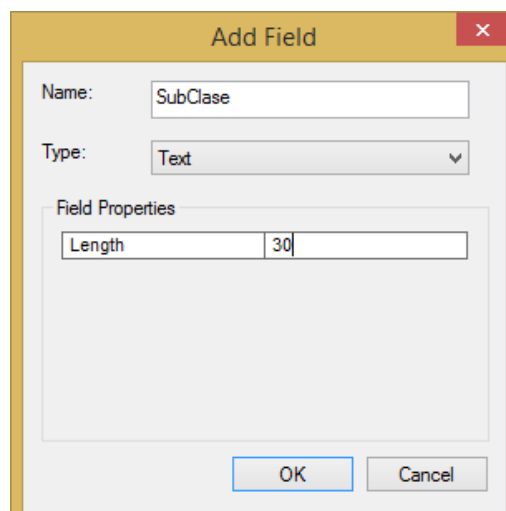 Add Field
Name: SubClase
Type: Text
Field Properties
Length 30
OK Cancel